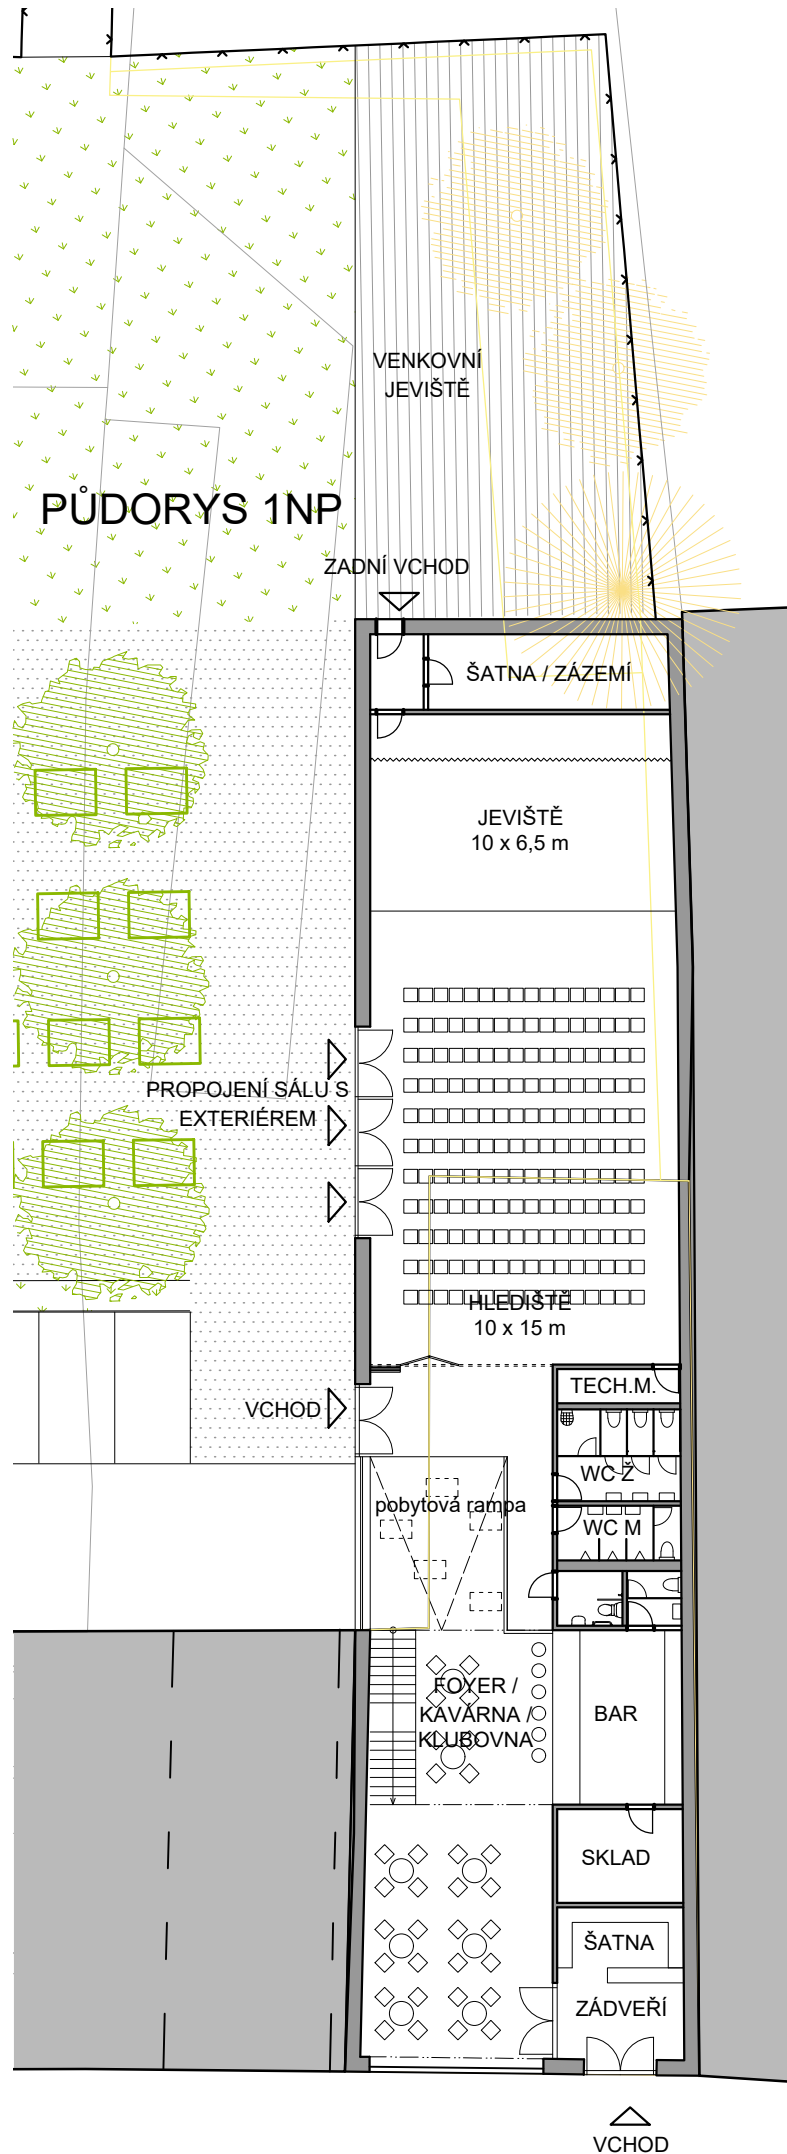 VENKOVNÍ
JEVIŠTĚ
PŮDORYS 1NP
ZADNÍ VCHOD
ŠATNA / ZÁZEMÍ
JEVIŠTĚ
10 x 6,5 m
PROPOJENÍ SÁLU S
EXTERIÉREM
HLEDIŠTĚ
10 x 15 m
TECH.M.
VCHOD
WC Ž
pobytová rampa
WC M
FOYER /
KAVÁRNA /
KLUBOVNA
BAR
SKLAD
ŠATNA
ZÁDVEŘÍ
VCHOD